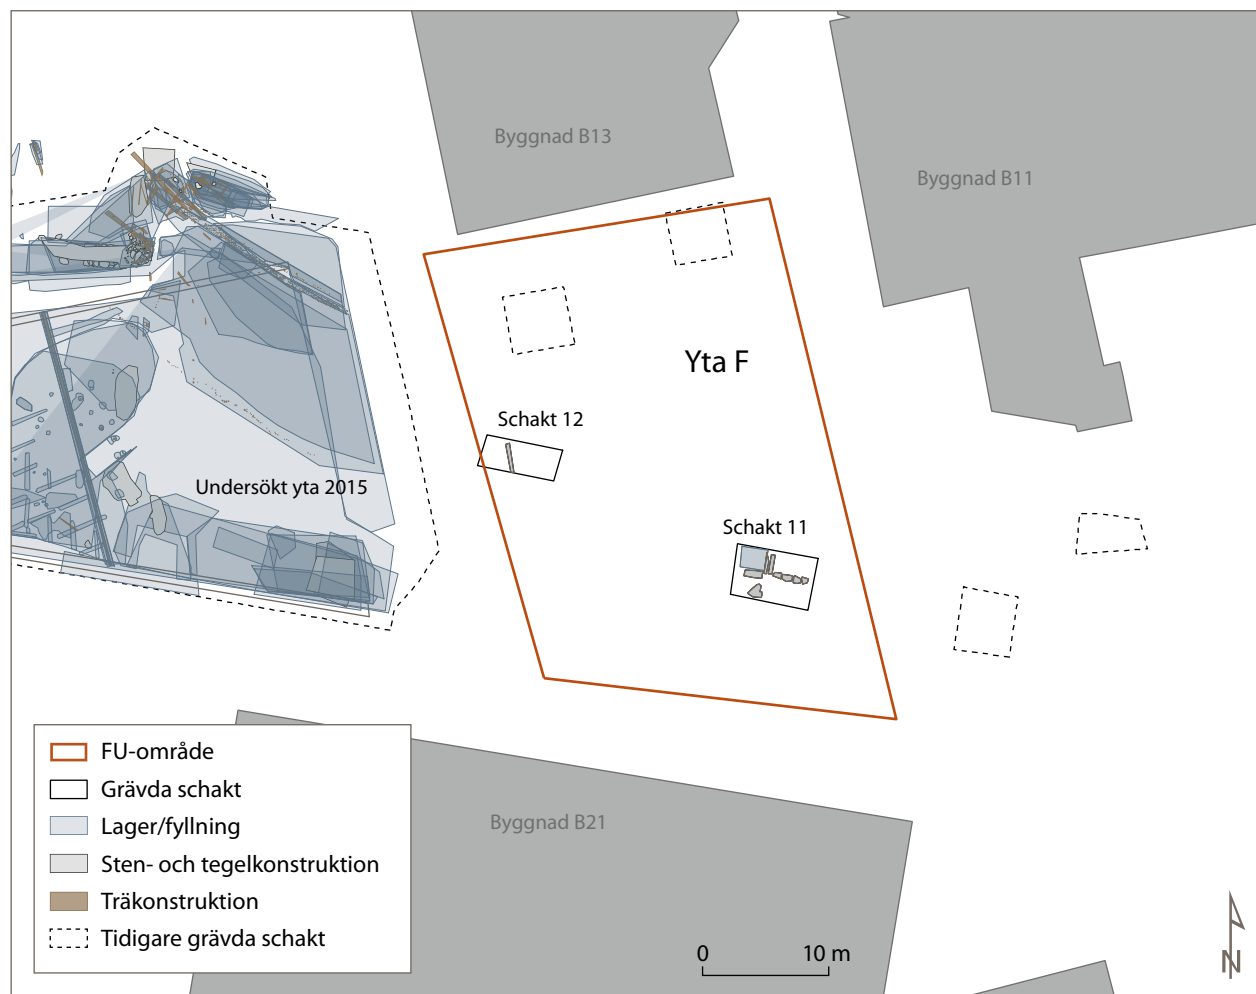 Byggnad B13
Byggnad B11
Yta F
Schakt 12
Undersökt yta 2015
Schakt 11
FU-område
Grävda schakt
Lager/fyllning
Sten- och tegelkonstruktion
Träkonstruktion
Tidigare grävda schakt
Byggnad B21
0 10 m
N